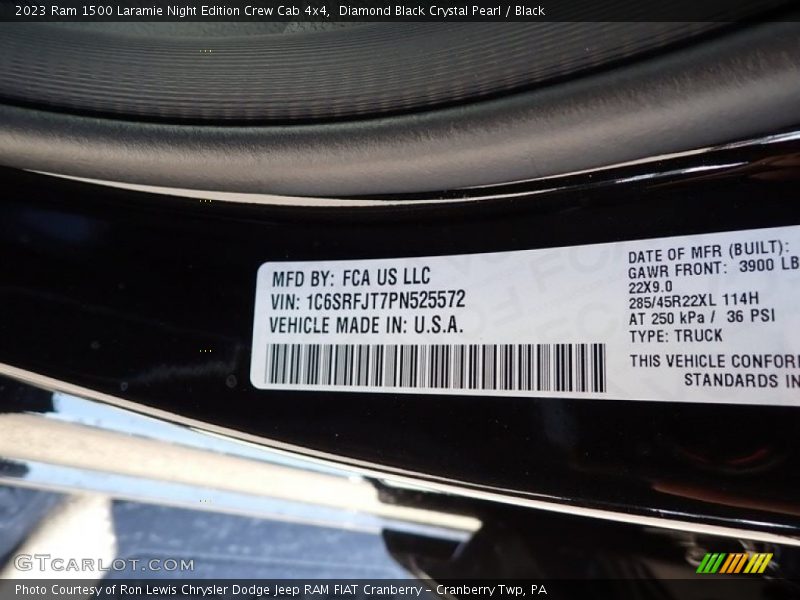 2023 Ram 1500 Laramie Night Edition Crew Cab 4x4, Diamond Black Crystal Pearl / Black
MFD BY: FCA US LLC
VIN: 1C6SRFJT7PN525572
VEHICLE MADE IN: U.S.A.
DATE OF MFR (BUILT):
GAWR FRONT: 3900 LB
22X9.0
285/45R22XL 114H
AT 250 kPa / 36 PSI
TYPE: TRUCK
THIS VEHICLE CONFOR
STANDARDS IN
GTCARLOT.COM
Photo Courtesy of Ron Lewis Chrysler Dodge Jeep RAM FIAT Cranberry - Cranberry Twp, PA